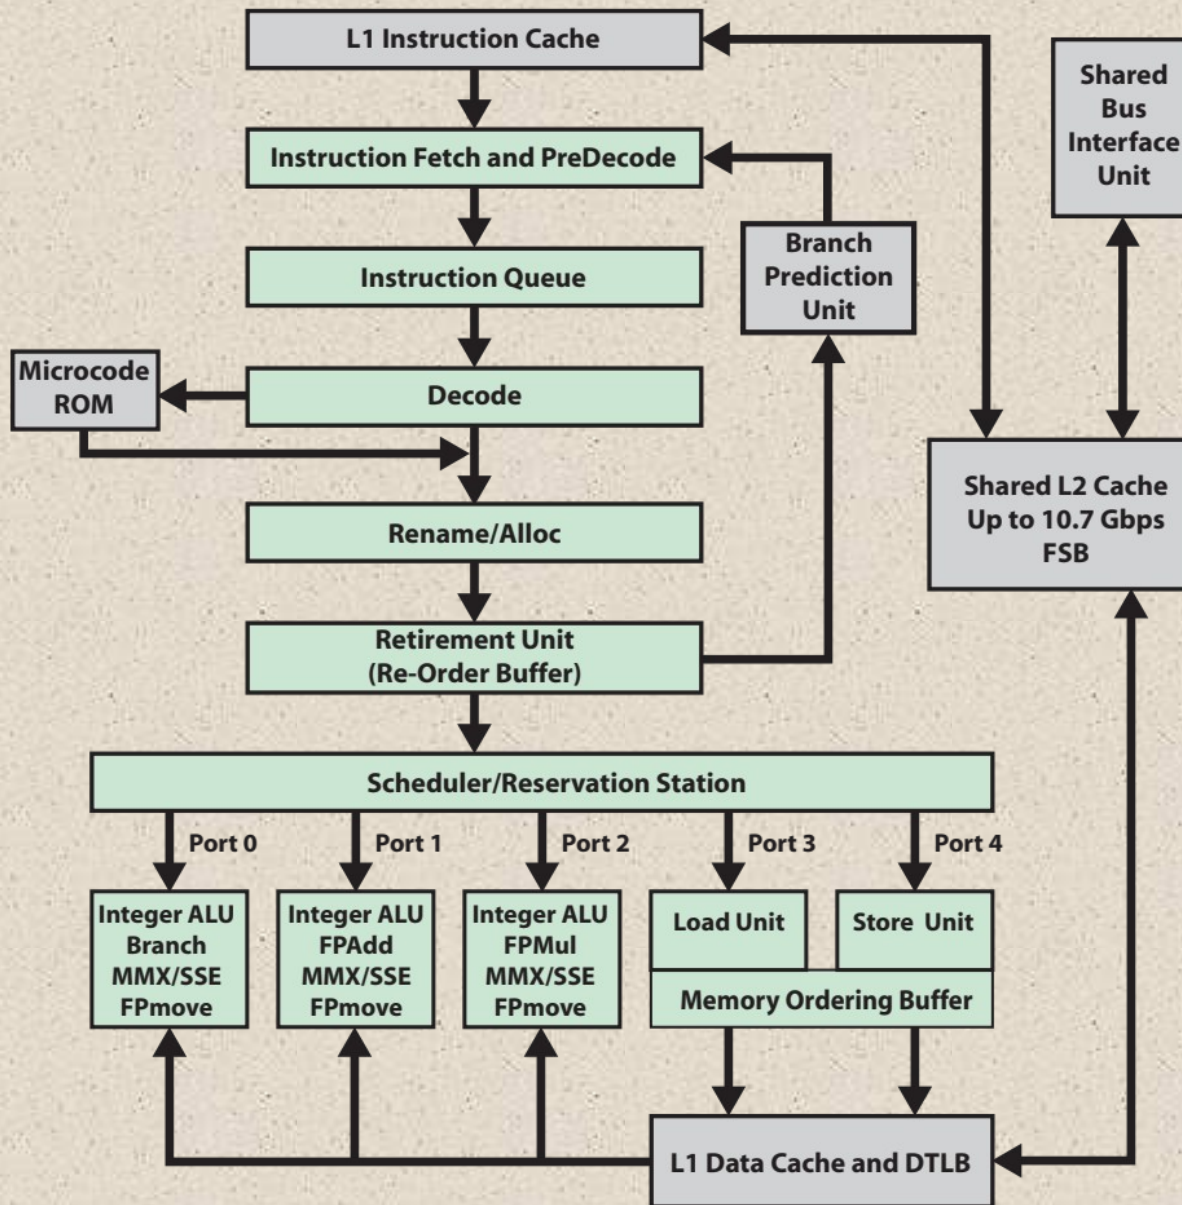 L1 Instruction Cache
Shared
Bus
Interface
Unit
Instruction Fetch and PreDecode
Branch
Prediction
Unit
Instruction Queue
Microcode
ROM
Decode
Shared L2 Cache
Up to 10.7 Gbps
FSB
Rename/Alloc
Retirement Unit
(Re-Order Buffer)
Scheduler/Reservation Station
Port 0
Port 1
Port 2
Port 3
Port 4
Integer ALU
Branch
MMX/SSE
FPmove
Integer ALU
FPAdd
MMX/SSE
FPmove
Integer ALU
FPMul
MMX/SSE
FPmove
Load Unit
Store Unit
Memory Ordering Buffer
L1 Data Cache and DTLB